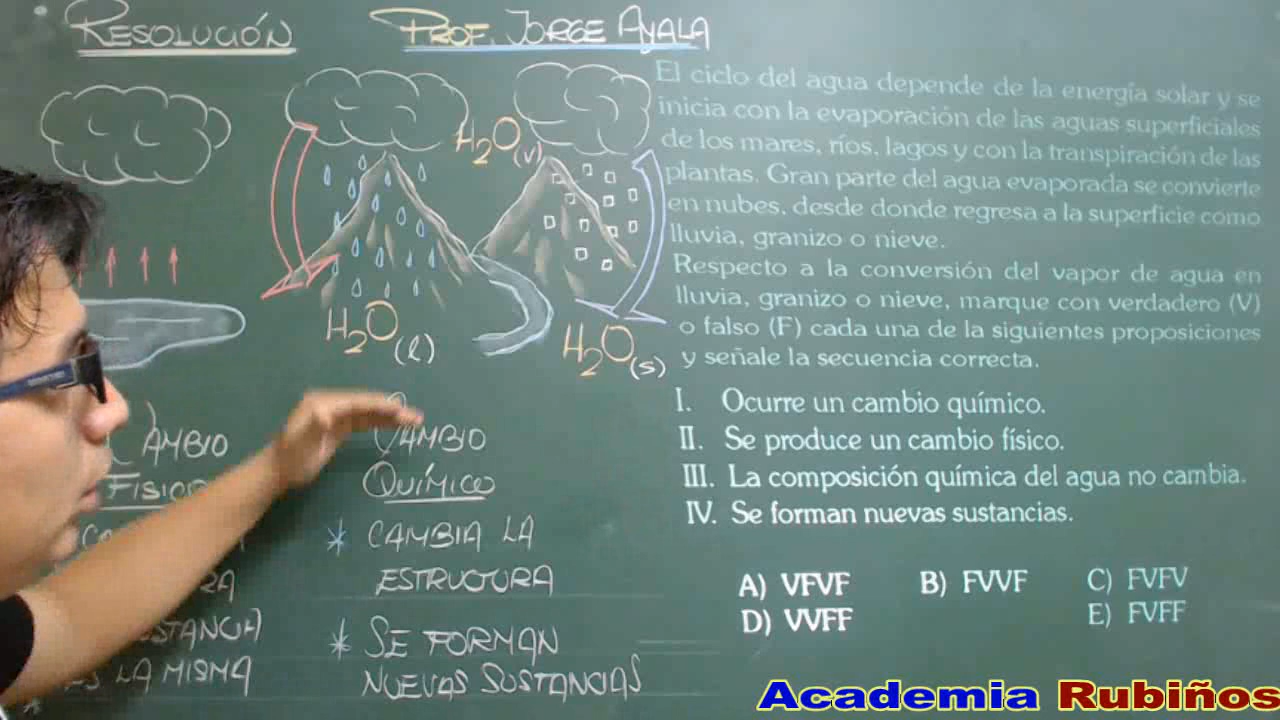 RESOLUCIÓN
PROF. JORGE AYALA
H2O(v)
H2O(l)
H2O(s)
AMBIO
FÍSICO
LA MISMA
CAMBIO
QUÍMICO
* CAMBIA LA
ESTRUCTURA
* SE FORMAN
NUEVAS SUSTANCIAS
El ciclo del agua depende de la energía solar y se
inicia con la evaporación de las aguas superficiales
de los mares, ríos, lagos y con la transpiración de las
plantas. Gran parte del agua evaporada se convierte
en nubes, desde donde regresa a la superficie como
lluvia, granizo o nieve.
Respecto a la conversión del vapor de agua en
lluvia, granizo o nieve, marque con verdadero (V)
o falso (F) cada una de la siguientes proposiciones
y señale la secuencia correcta.
I. Ocurre un cambio químico.
II. Se produce un cambio físico.
III. La composición química del agua no cambia.
IV. Se forman nuevas sustancias.
A) VFVF B) FVVF C) FVFV
D) VVFF E) FVFF
Academia Rubiños